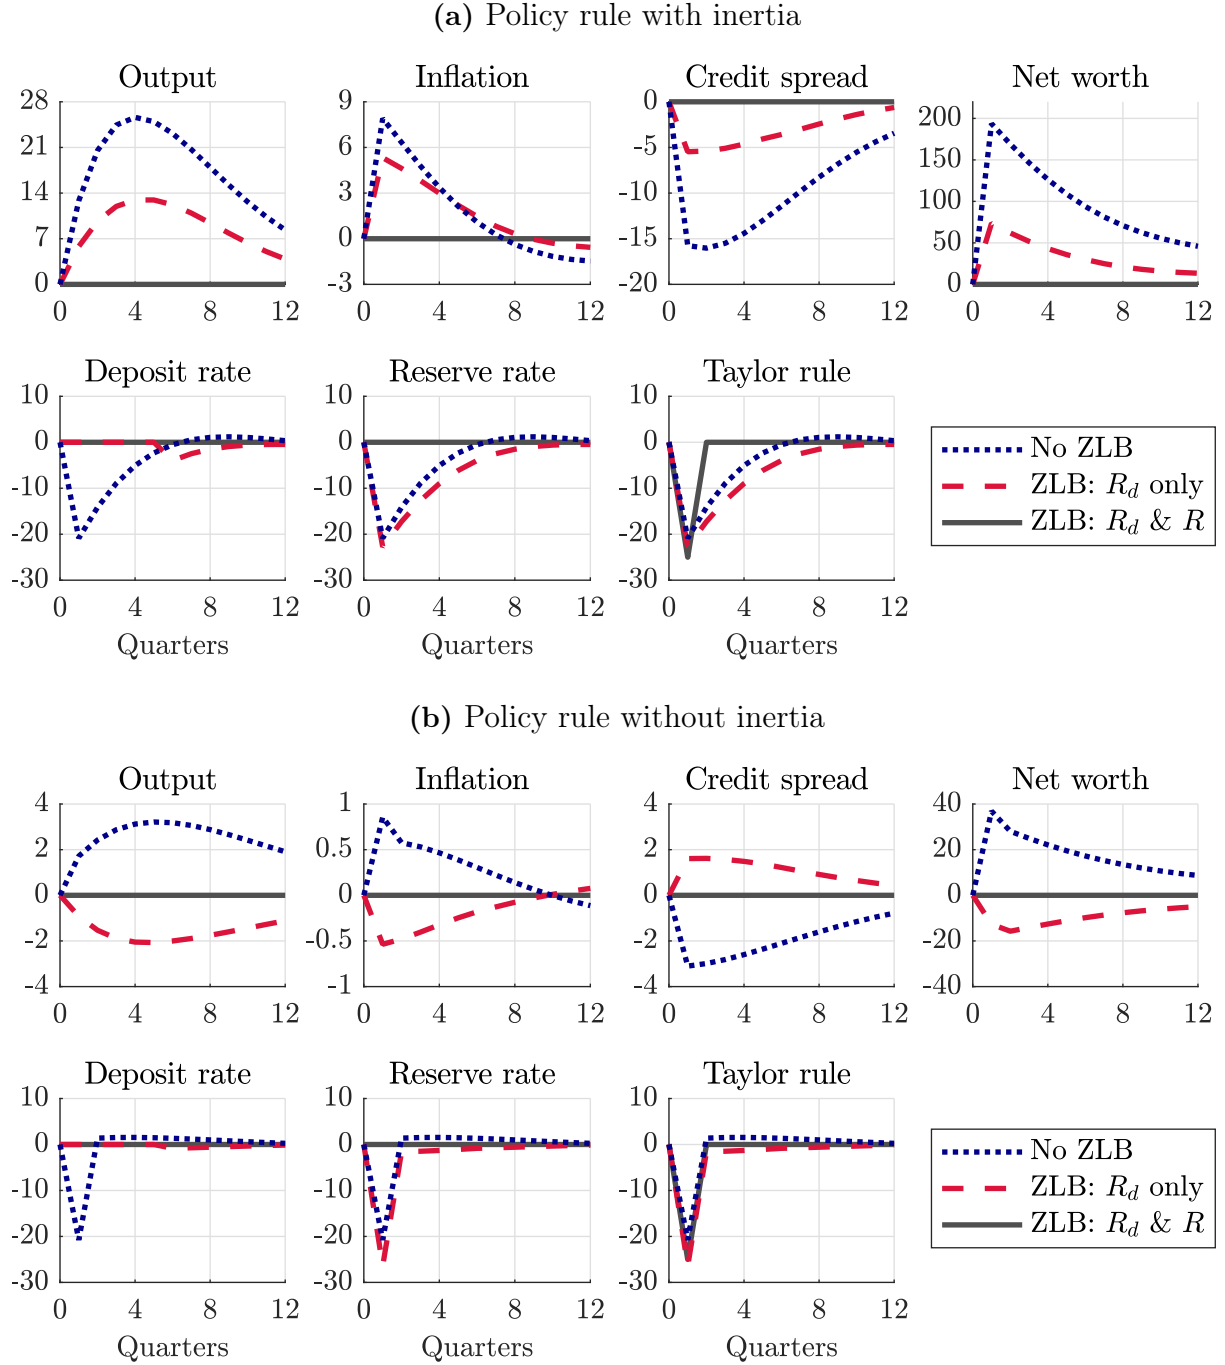 (a) Policy rule with inertia
Output Inflation Credit spread Net worth
28
21
14
7
0
0 4 8 12
9
6
3
0
-3
0 4 8 12
0
-5
-10
-15
-20
0 4 8 12
200
150
100
50
0
0 4 8 12
Deposit rate Reserve rate Taylor rule
10
0
-10
-20
-30
0 4 8 12
Quarters
10
0
-10
-20
-30
0 4 8 12
Quarters
10
0
-10
-20
-30
0 4 8 12
Quarters
No ZLB
ZLB: R_d only
ZLB: R_d & R
(b) Policy rule without inertia
Output Inflation Credit spread Net worth
4
2
0
-2
-4
0 4 8 12
1
0.5
0
-0.5
-1
0 4 8 12
4
2
0
-2
-4
0 4 8 12
40
20
0
-20
-40
0 4 8 12
Deposit rate Reserve rate Taylor rule
10
0
-10
-20
-30
0 4 8 12
Quarters
10
0
-10
-20
-30
0 4 8 12
Quarters
10
0
-10
-20
-30
0 4 8 12
Quarters
No ZLB
ZLB: R_d only
ZLB: R_d & R